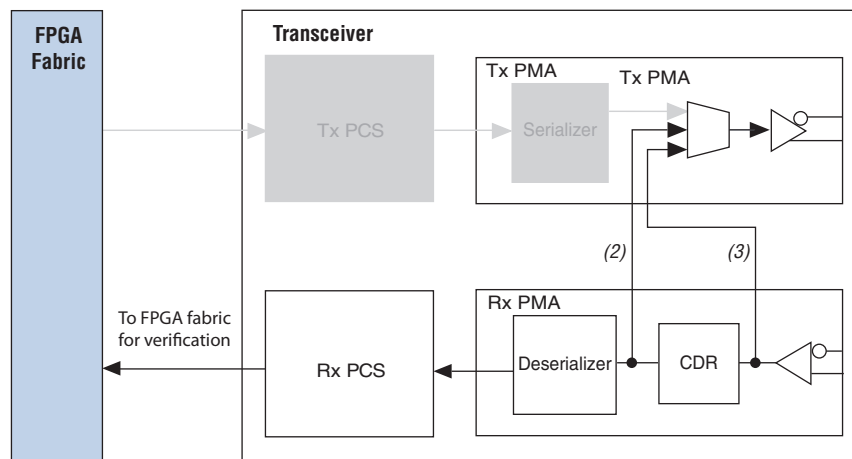 FPGA
Fabric
Transceiver
Tx PMA
Tx PMA
Tx PCS
Serializer
(2)
(3)
Rx PMA
To FPGA fabric
for verification
Rx PCS
Deserializer
CDR